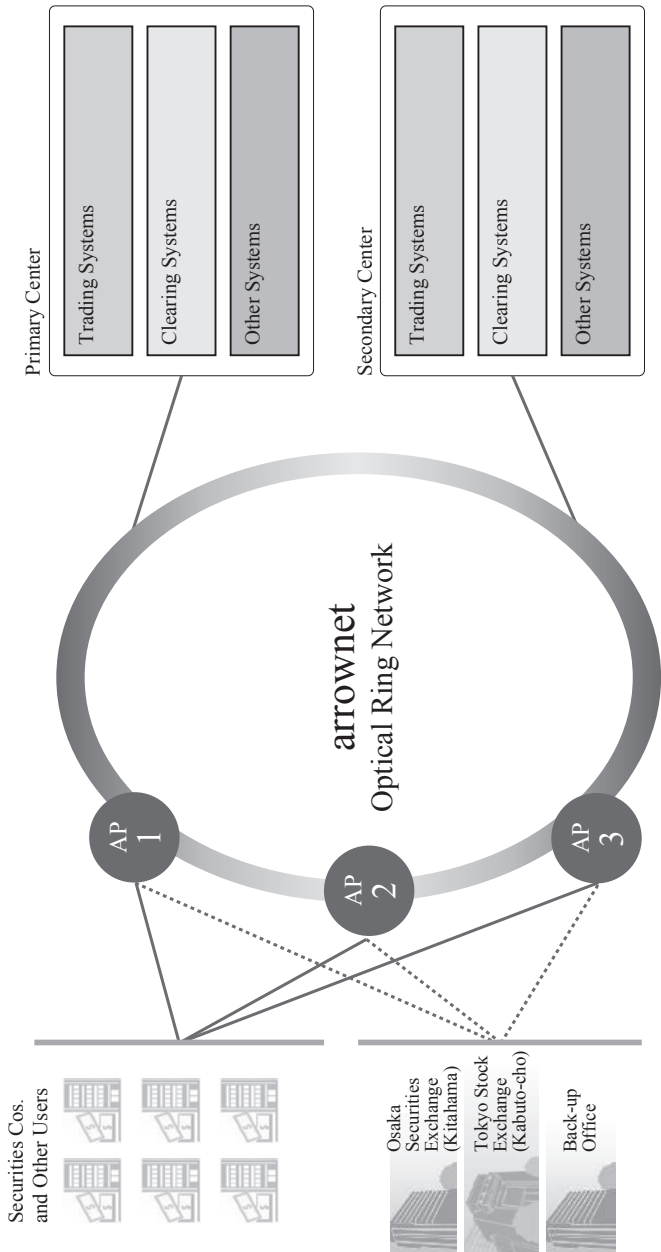 Securities Cos.
and Other Users
Osaka
Securities
Exchange
(Kitahama)
Tokyo Stock
Exchange
(Kabuto-cho)
Back-up
Office
AP
1
AP
2
AP
3
arrownet
Optical Ring Network
Primary Center
Trading Systems
Clearing Systems
Other Systems
Secondary Center
Trading Systems
Clearing Systems
Other Systems